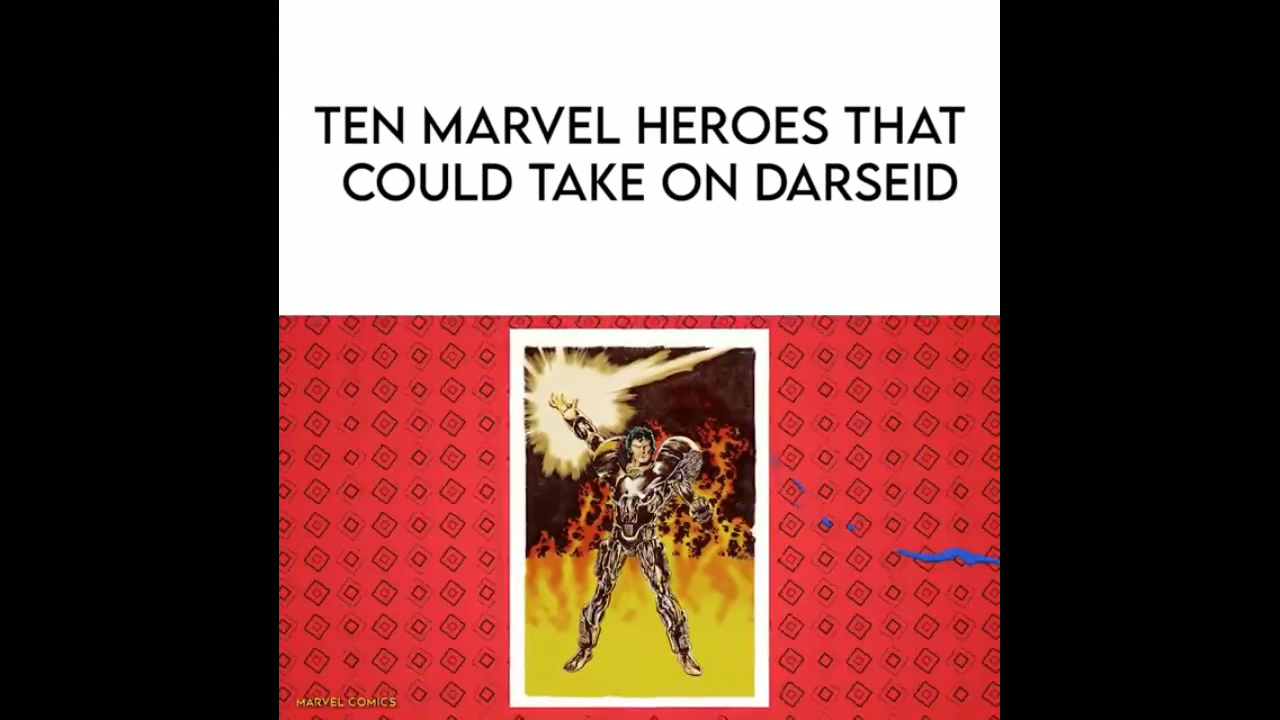 TEN MARVEL HEROES THAT
COULD TAKE ON DARSEID
MARVEL COMICS